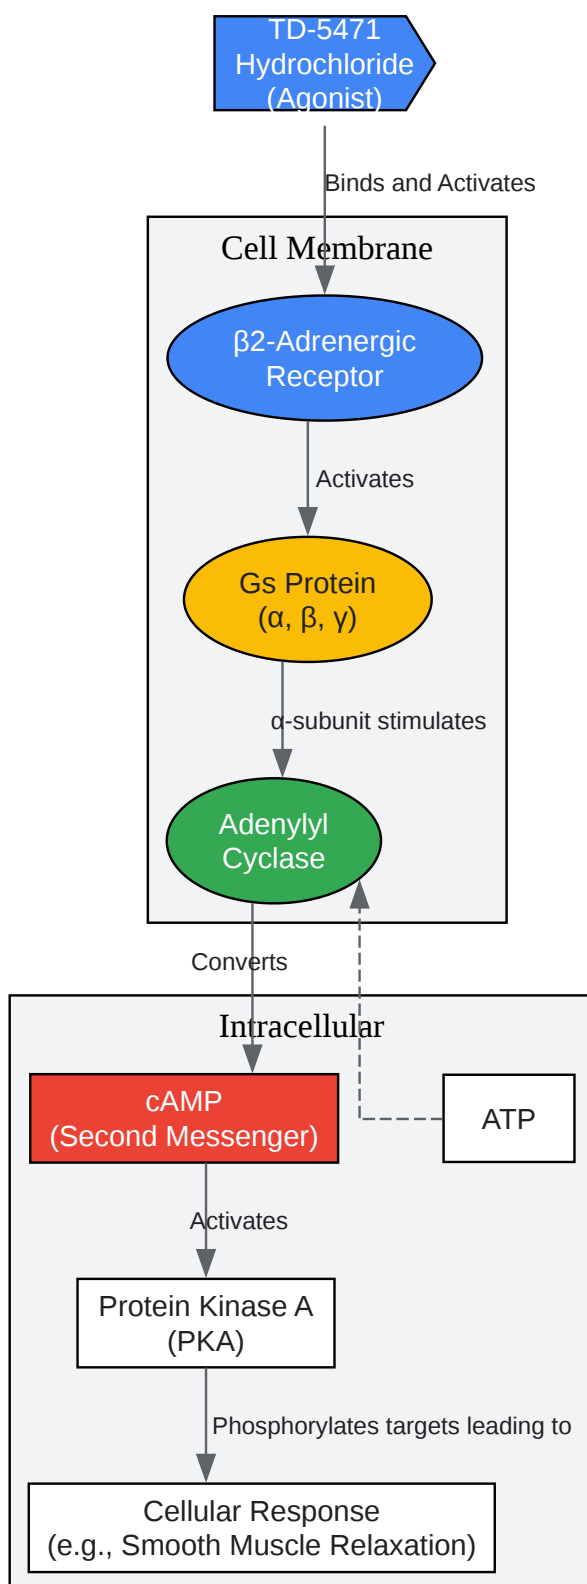 TD-5471
Hydrochloride
(Agonist)
Binds and Activates
Cell Membrane
β2-Adrenergic
Receptor
Activates
Gs Protein
(α, β, γ)
α-subunit stimulates
Adenylyl
Cyclase
Converts
Intracellular
cAMP
(Second Messenger)
ATP
Activates
Protein Kinase A
(PKA)
Phosphorylates targets leading to
Cellular Response
(e.g., Smooth Muscle Relaxation)